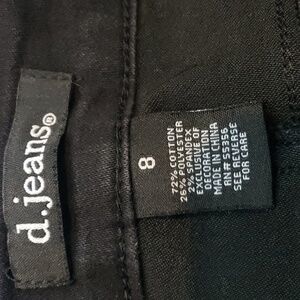 d.jeans®
8
72% COTTON
26% POLYESTER
2% SPANDEX
EXCLUSIVE OF
DECORATION
MADE IN CHINA
RN # 55356
SEE REVERSE
FOR CARE